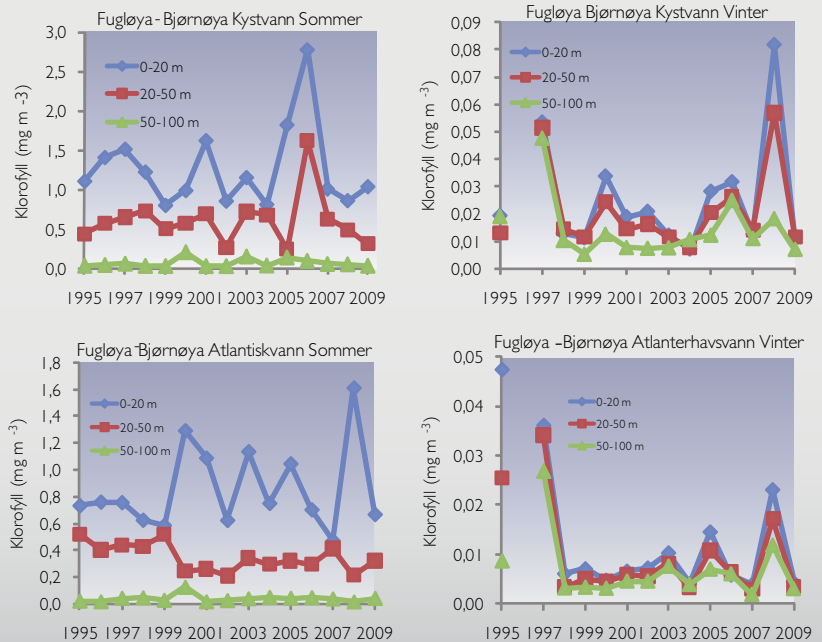 Fugløya - Bjørnøya Kystvann Sommer
Klorofyll (mg m -3)
3,0
2,5
2,0
1,5
1,0
0,5
0,0
0-20 m
20-50 m
50-100 m
1995 1997 1999 2001 2003 2005 2007 2009
Fugløya Bjørnøya Kystvann Vinter
Klorofyll (mg m -3)
0,09
0,08
0,07
0,06
0,05
0,04
0,03
0,02
0,01
0,00
0-20 m
20-50 m
50-100 m
1995 1997 1999 2001 2003 2005 2007 2009
Fugløya -Bjørnøya Atlantiskvann Sommer
Klorofyll (mg m -3)
1,8
1,6
1,4
1,2
1,0
0,8
0,6
0,4
0,2
0,0
0-20 m
20-50 m
50-100 m
1995 1997 1999 2001 2003 2005 2007 2009
Fugløya -Bjørnøya Atlanterhavsvann Vinter
Klorofyll (mg m -3)
0,05
0,04
0,03
0,02
0,01
0,00
0-20 m
20-50 m
50-100 m
1995 1997 1999 2001 2003 2005 2007 2009